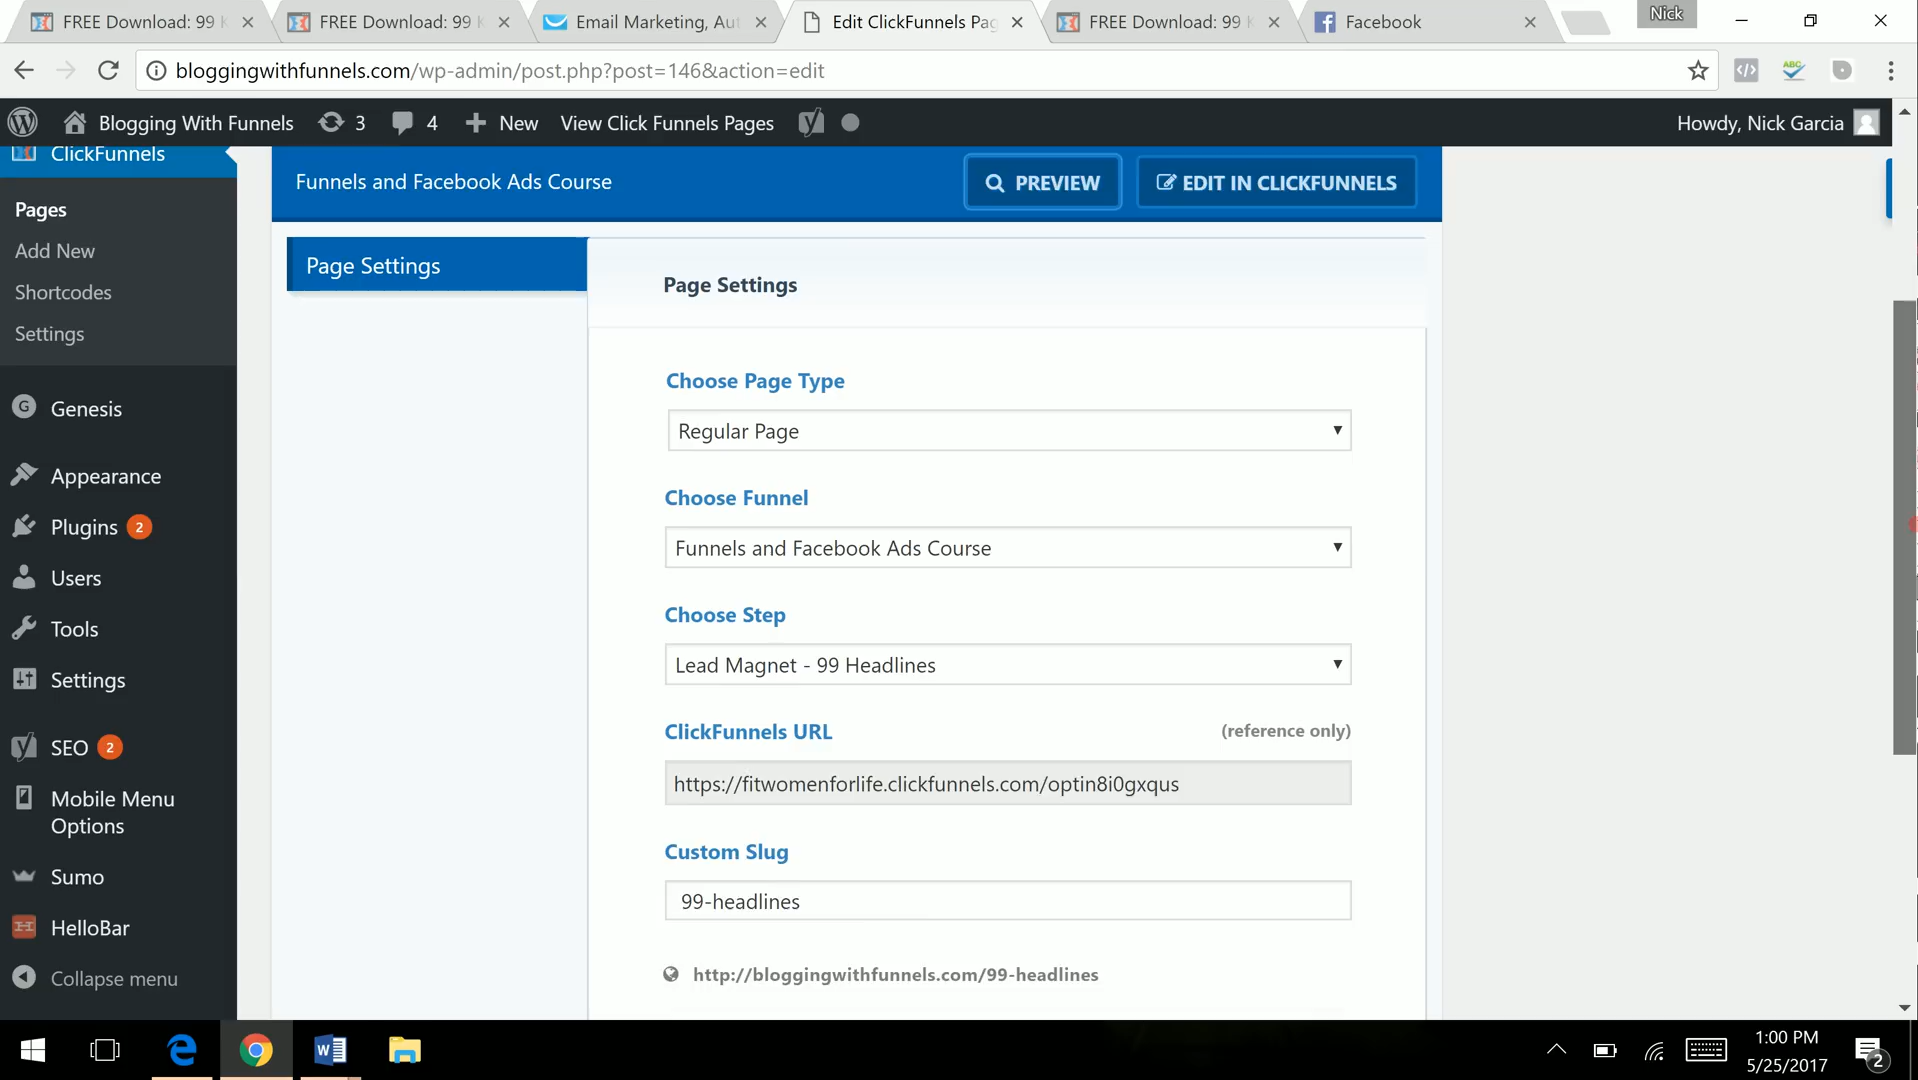 FREE Download: 99
FREE Download: 99
Email Marketing, Aut
Edit ClickFunnels Pag
FREE Download: 99
Facebook
Nick
bloggingwithfunnels.com/wp-admin/post.php?post=146&action=edit
ABC
Blogging With Funnels
3
4
New
View Click Funnels Pages
Howdy, Nick Garcia
ClickFunnels
Pages
Add New
Shortcodes
Settings
Genesis
Appearance
Plugins 2
Users
Tools
Settings
SEO 2
Mobile Menu
Options
Sumo
HelloBar
Collapse menu
Funnels and Facebook Ads Course
PREVIEW
EDIT IN CLICKFUNNELS
Page Settings
Page Settings
Choose Page Type
Regular Page
Choose Funnel
Funnels and Facebook Ads Course
Choose Step
Lead Magnet - 99 Headlines
ClickFunnels URL (reference only)
https://fitwomenforlife.clickfunnels.com/optin8i0gxqus
Custom Slug
99-headlines
http://bloggingwithfunnels.com/99-headlines
1:00 PM
5/25/2017
2